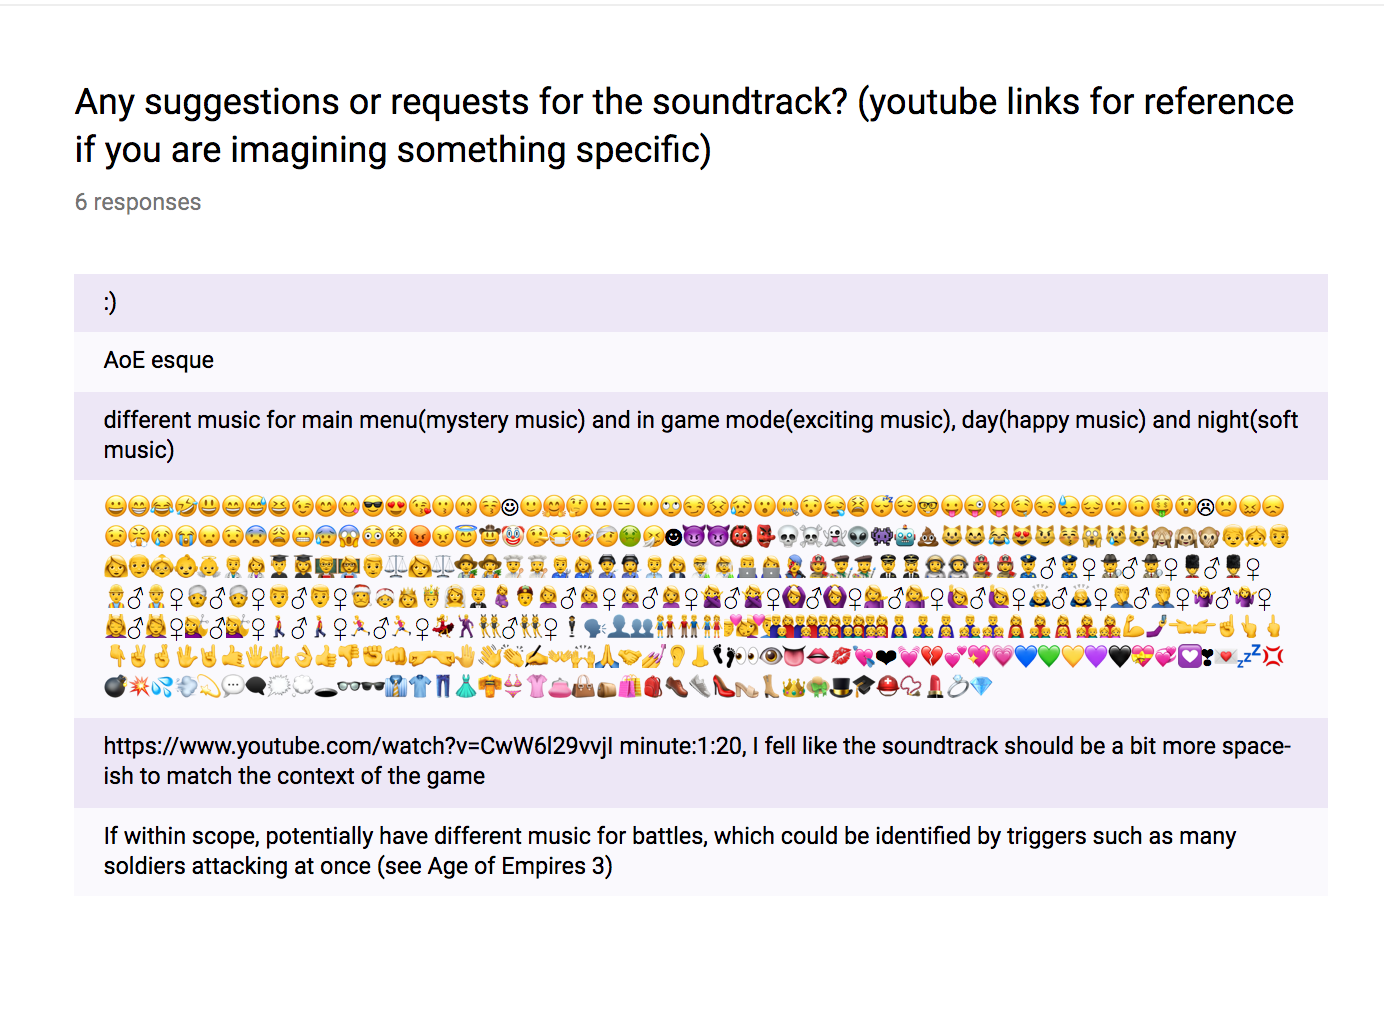 Any suggestions or requests for the soundtrack? (youtube links for reference
if you are imagining something specific)
6 responses
:)
AoE esque
different music for main menu(mystery music) and in game mode(exciting music), day(happy music) and night(soft
music)
https://www.youtube.com/watch?v=CwW6l29vvjI minute:1:20, I fell like the soundtrack should be a bit more space-
ish to match the context of the game
If within scope, potentially have different music for battles, which could be identified by triggers such as many
soldiers attacking at once (see Age of Empires 3)